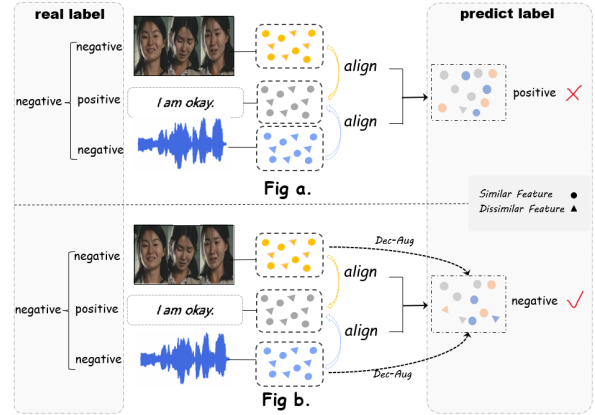 real label
predict label
negative
negative
positive
negative
I am okay.
align
align
positive
Fig a.
Similar Feature
Dissimilar Feature
negative
negative
positive
negative
I am okay.
Dec-Aug
align
align
Dec-Aug
negative
Fig b.